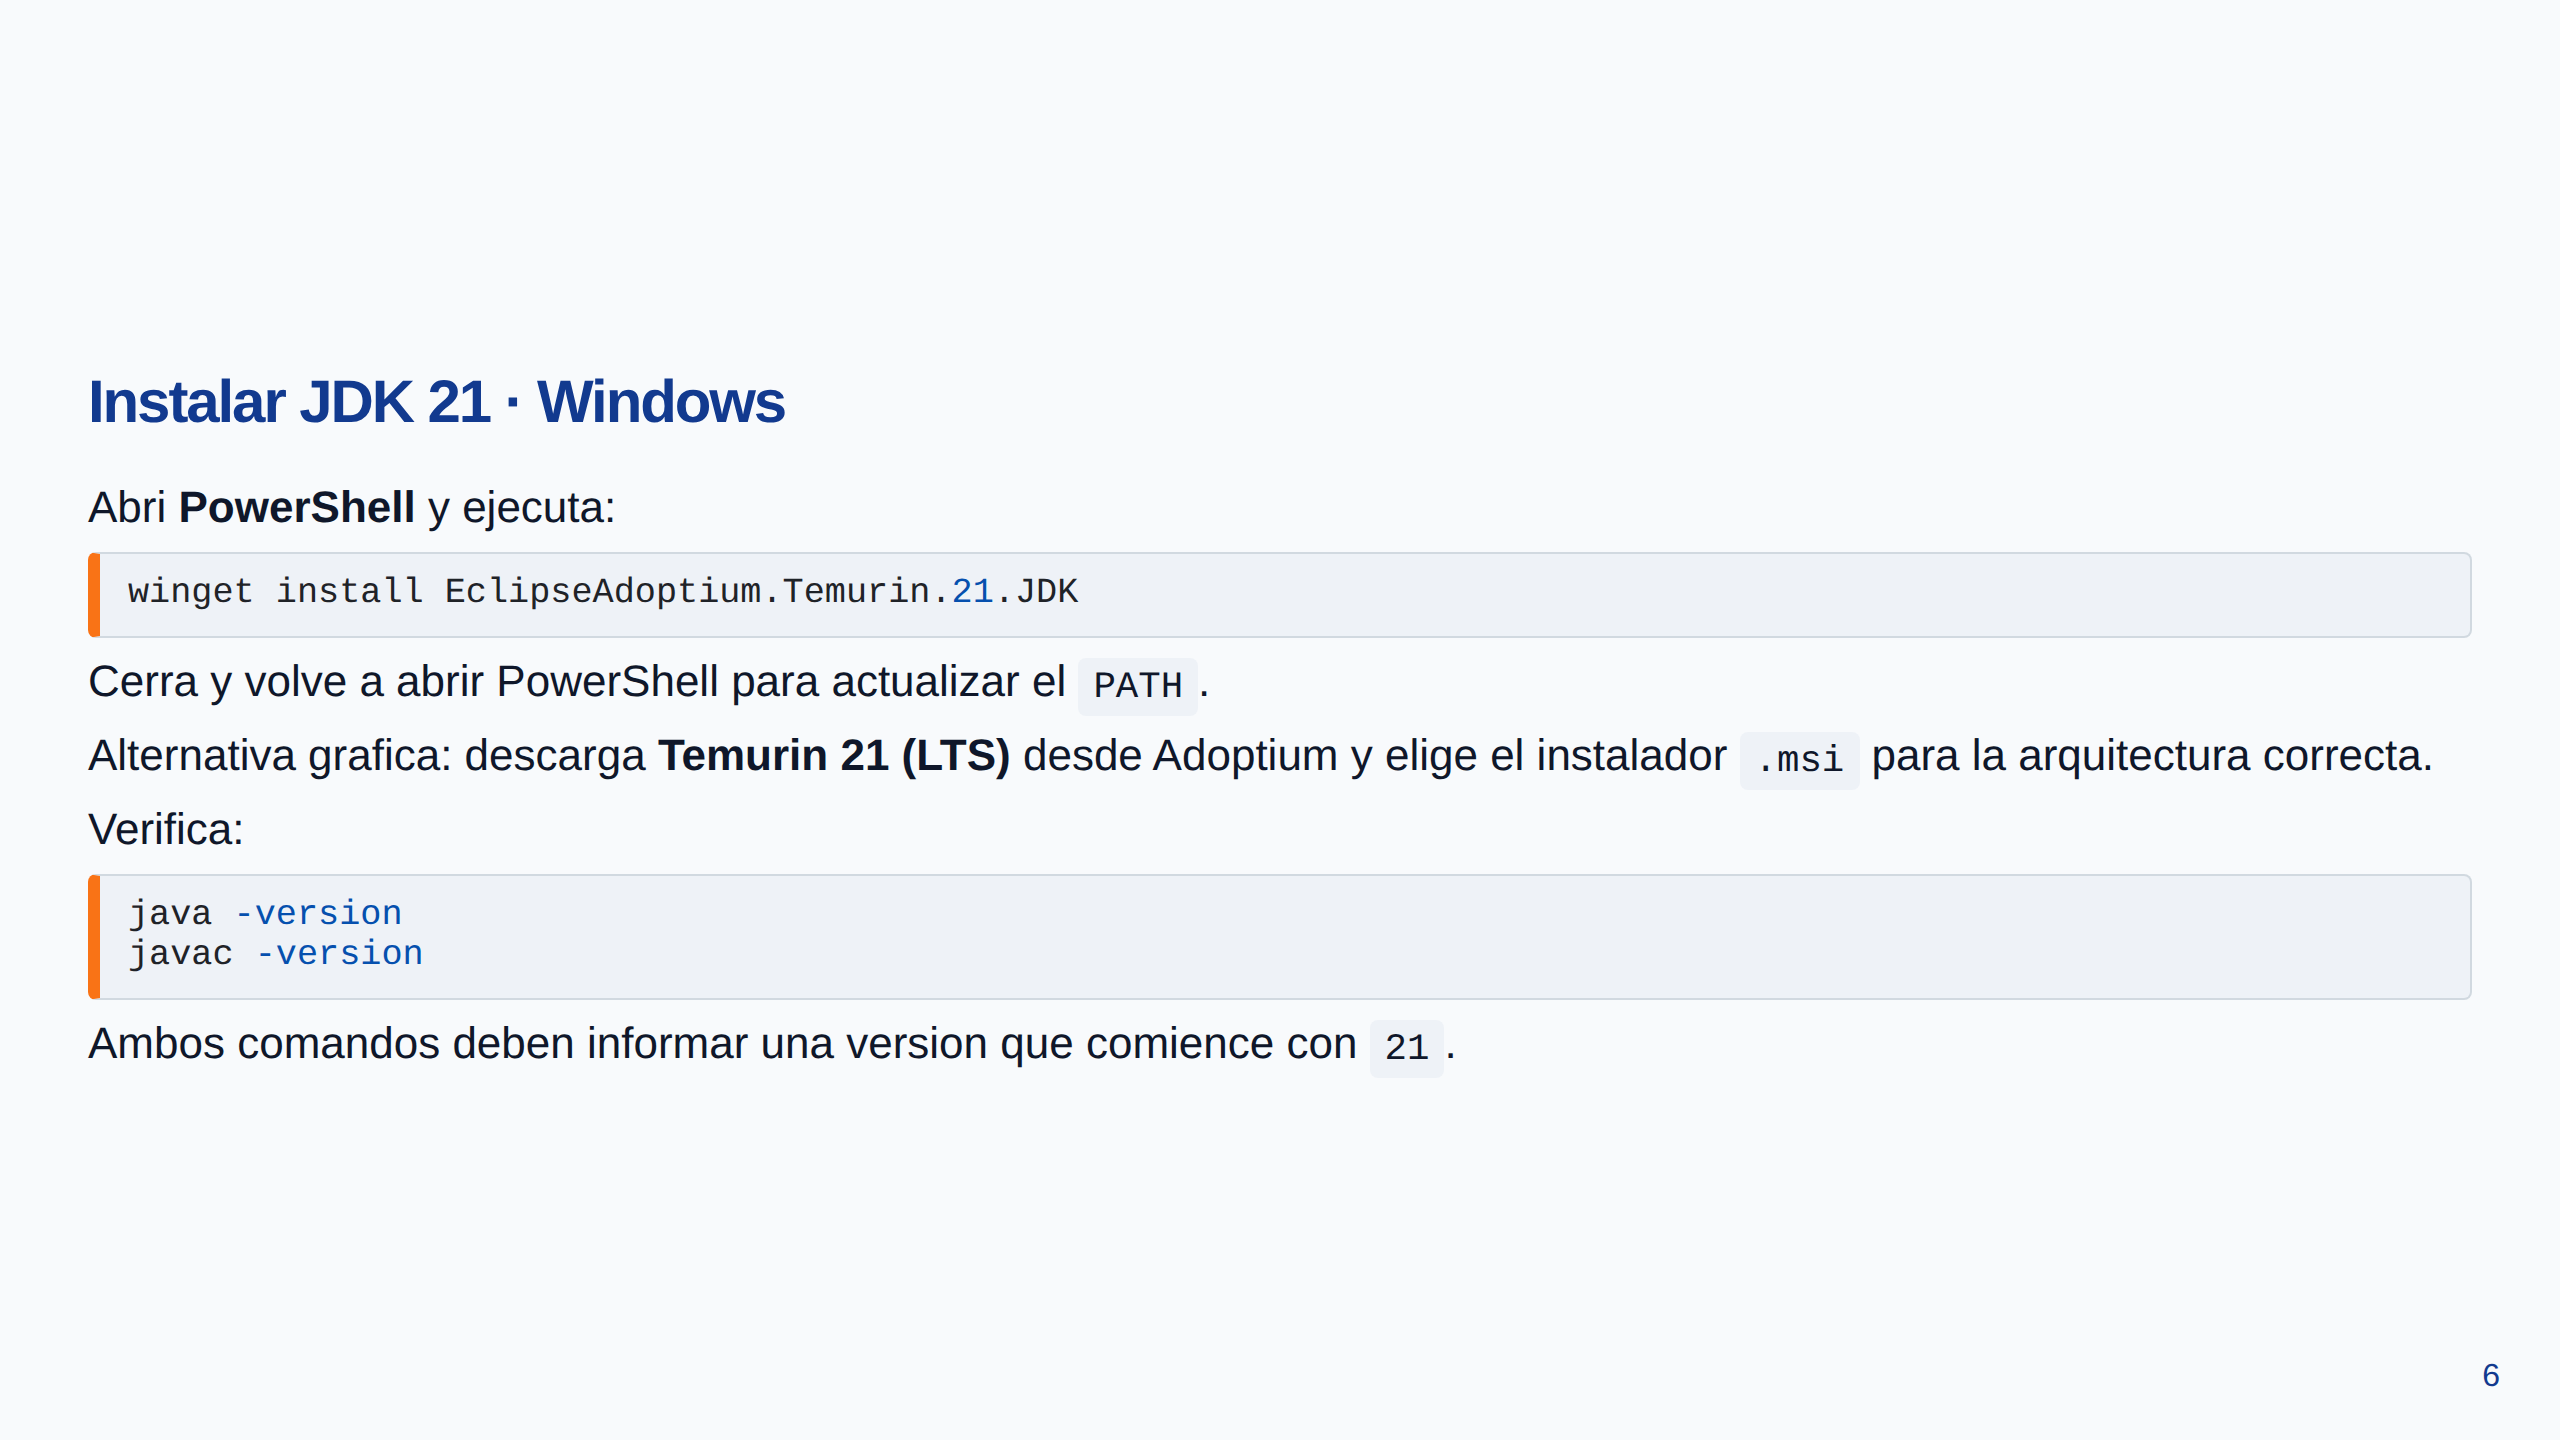 Instalar JDK 21 · Windows
Abri PowerShell y ejecuta:
winget install EclipseAdoptium.Temurin.21.JDK
Cerra y volve a abrir PowerShell para actualizar el PATH.
Alternativa grafica: descarga Temurin 21 (LTS) desde Adoptium y elige el instalador .msi para la arquitectura correcta.
Verifica:
java -version
javac -version
Ambos comandos deben informar una version que comience con 21.
6